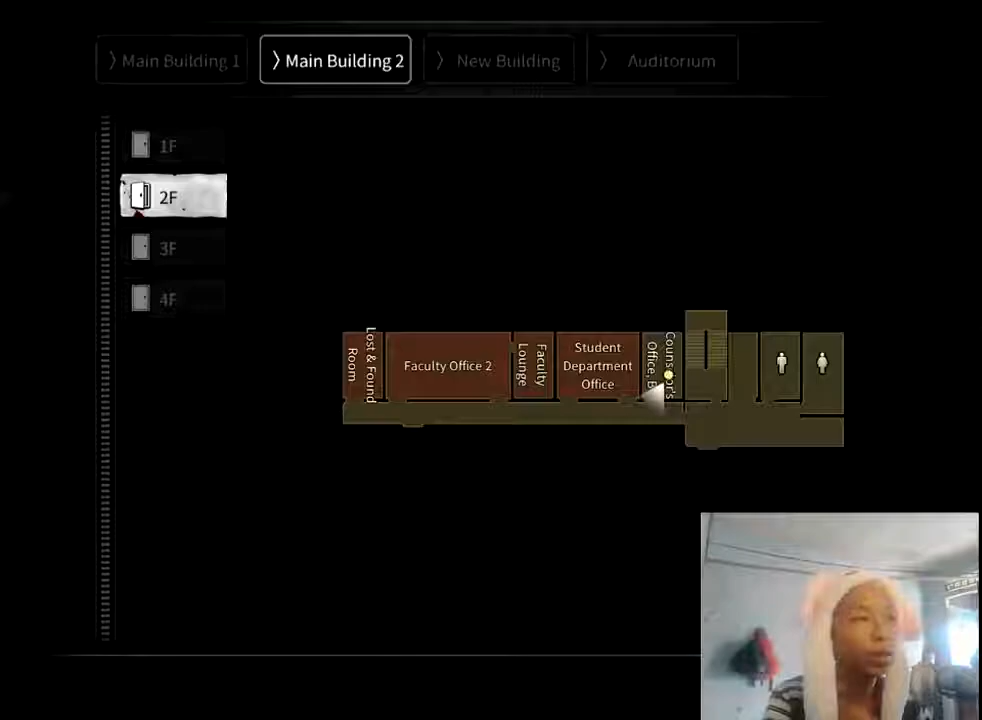 Main Building 1
Main Building 2
New Building
Auditorium
1F
2F
3F
4F
Lost & Found
Room
Faculty Office 2
Faculty
Lounge
Student
Department
Office
Office,